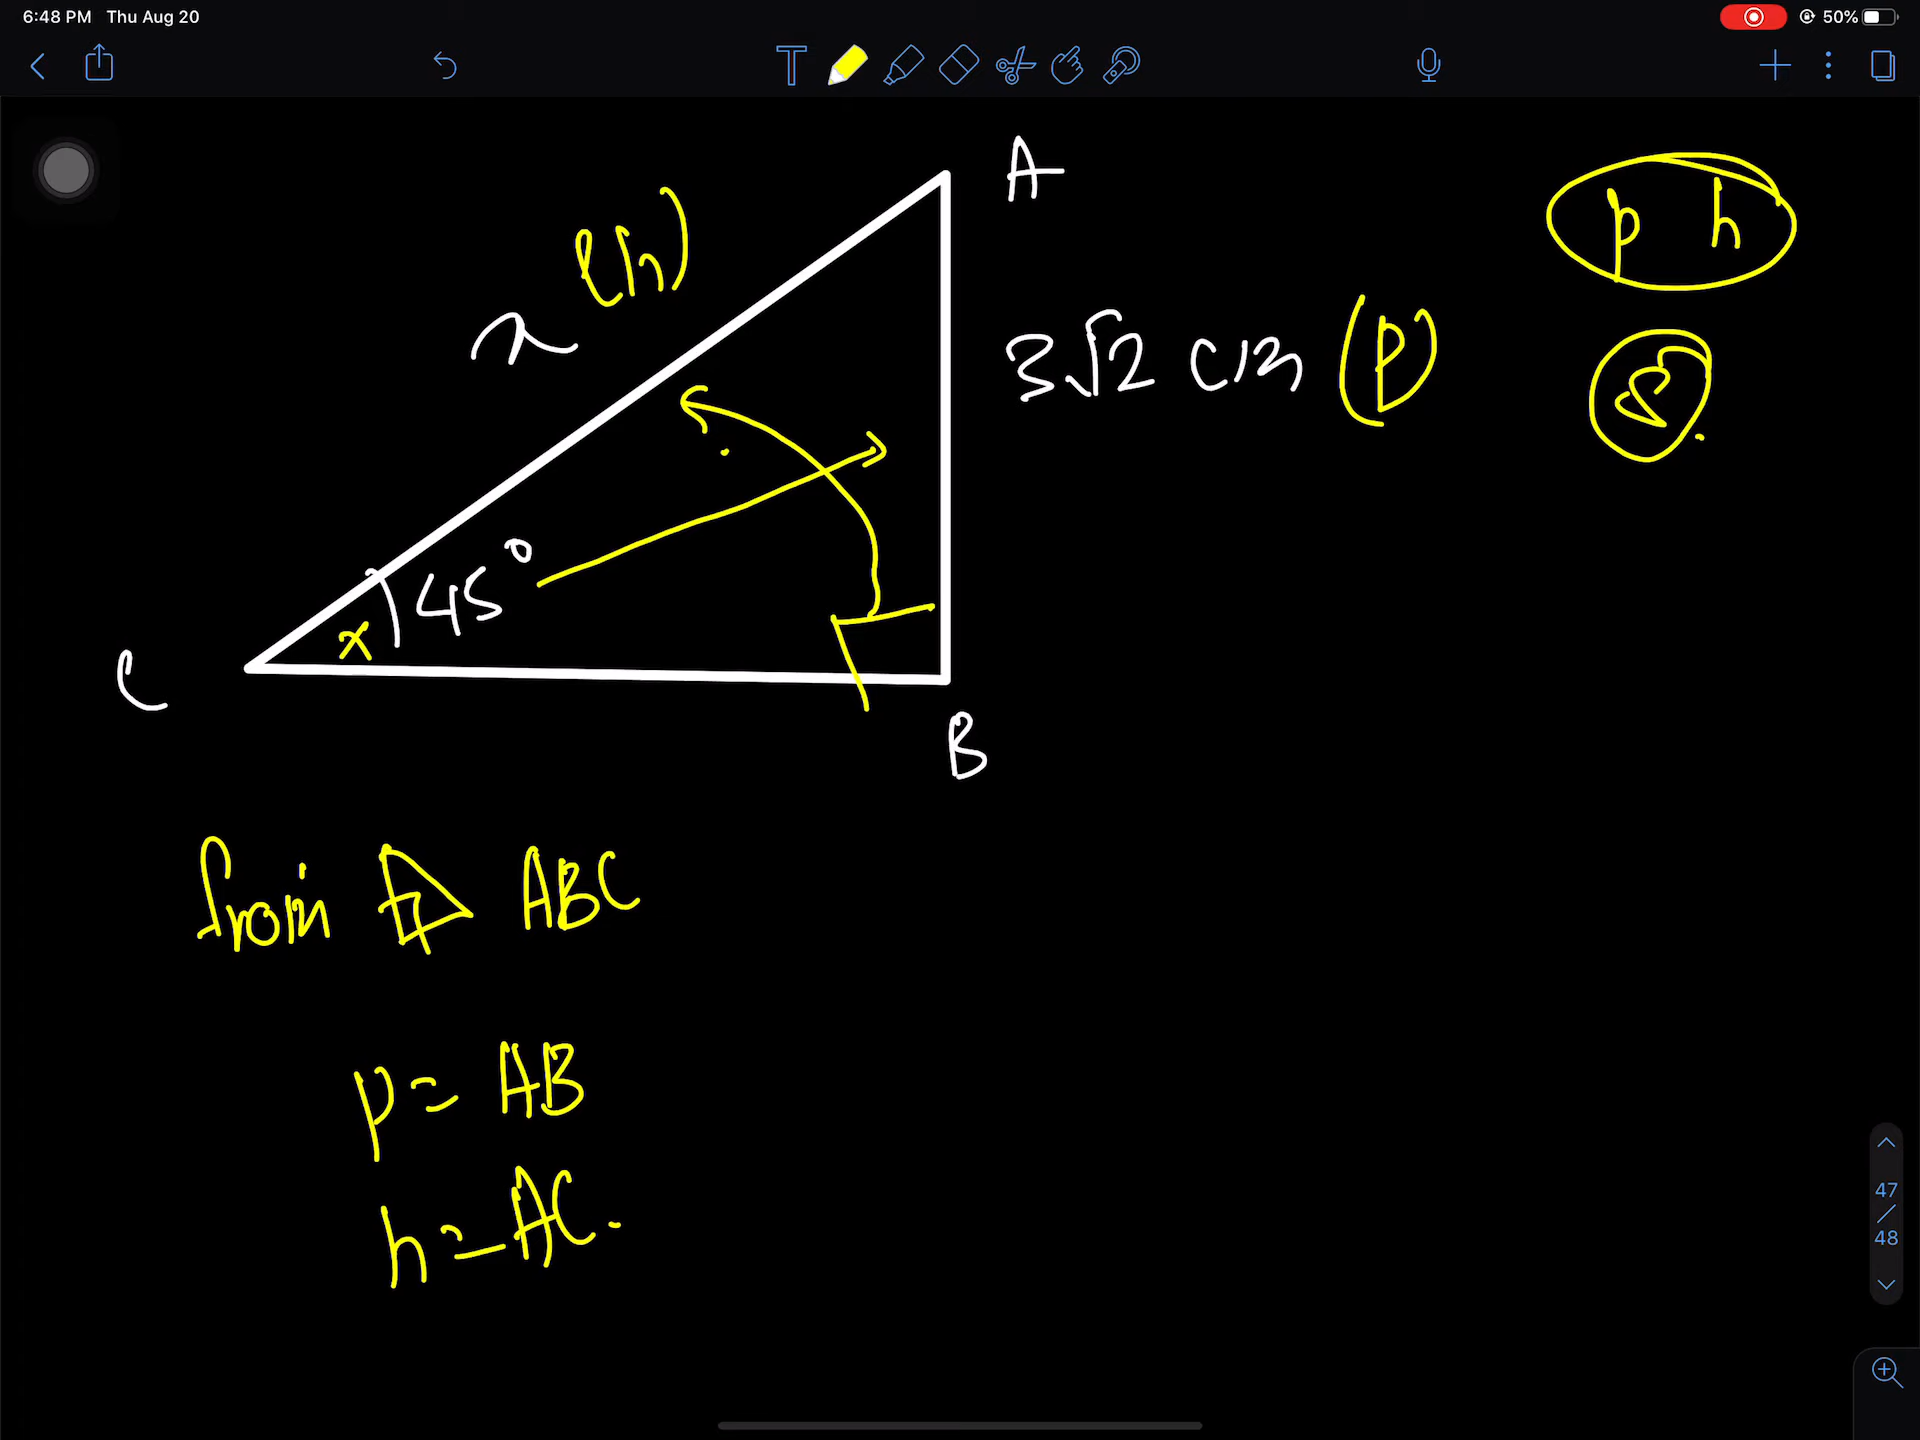 6:48 PM Thu Aug 20
50%
T
A
x (h)
p h
3√2 cm (p)
S
45°
x
C
B
from ABC
p = AB
h = AC.
47
/
48